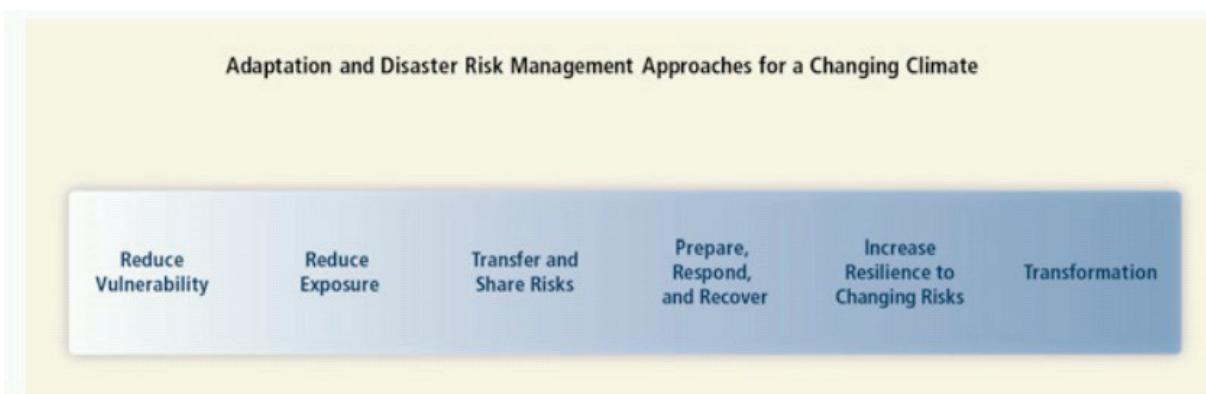 Adaptation and Disaster Risk Management Approaches for a Changing Climate
Reduce
Vulnerability
Reduce
Exposure
Transfer and
Share Risks
Prepare,
Respond,
and Recover
Increase
Resilience to
Changing Risks
Transformation